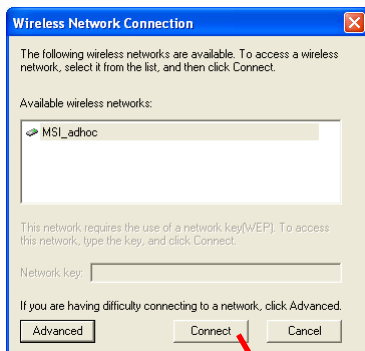 Wireless Network Connection
The following wireless networks are available. To access a wireless
network, select it from the list, and then click Connect.
Available wireless networks:
MSI_adhoc
This network requires the use of a network key(WEP). To access
this network, type the key, and click Connect.
Network key:
If you are having difficulty connecting to a network, click Advanced.
Advanced Connect Cancel